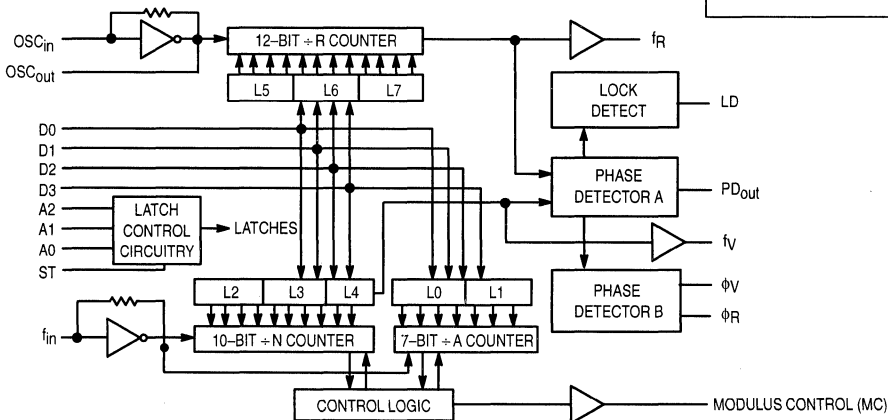 OSCin
12–BIT ÷ R COUNTER
fR
OSCout
L5 L6 L7
LOCK DETECT
LD
D0
D1
D2
D3
PHASE DETECTOR A
PDout
A2
A1
A0
ST
LATCH CONTROL CIRCUITRY
LATCHES
fV
L2 L3 L4
L0 L1
PHASE DETECTOR B
ϕV
ϕR
fin
10–BIT ÷ N COUNTER
7–BIT ÷ A COUNTER
CONTROL LOGIC
MODULUS CONTROL (MC)